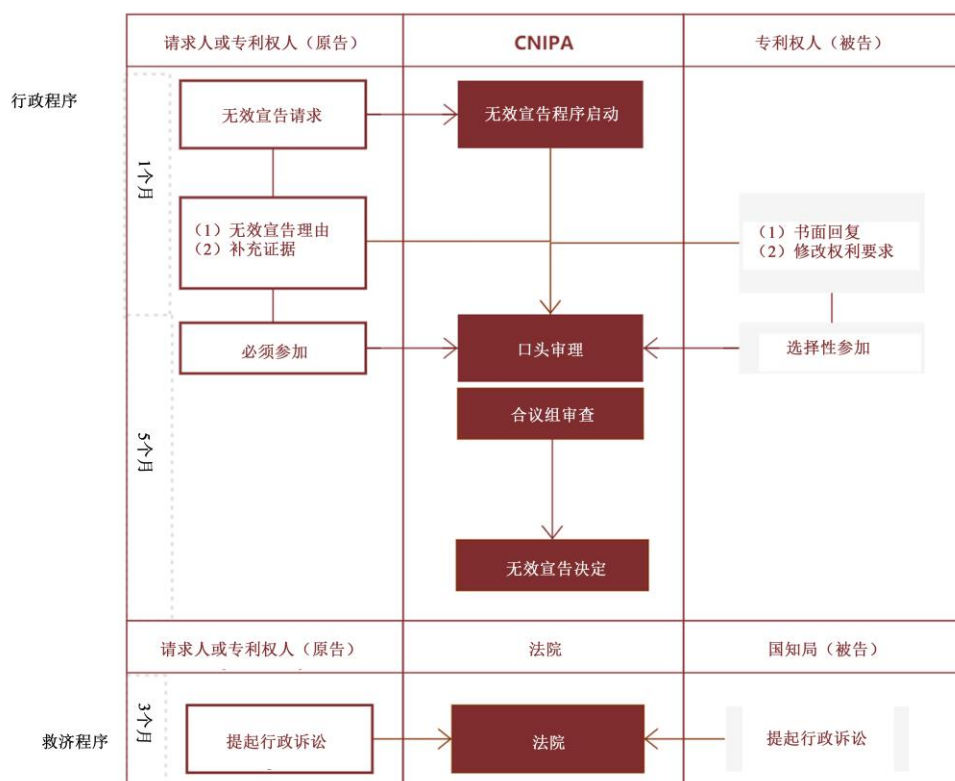 请求人或专利权人（原告）
CNIPA
专利权人（被告）
行政程序
1个月
无效宣告请求
无效宣告程序启动
（1）无效宣告理由
（2）补充证据
（1）书面回复
（2）修改权利要求
5个月
必须参加
口头审理
选择性参加
合议组审查
无效宣告决定
请求人或专利权人（原告）
法院
国知局（被告）
救济程序
3个月
提起行政诉讼
法院
提起行政诉讼